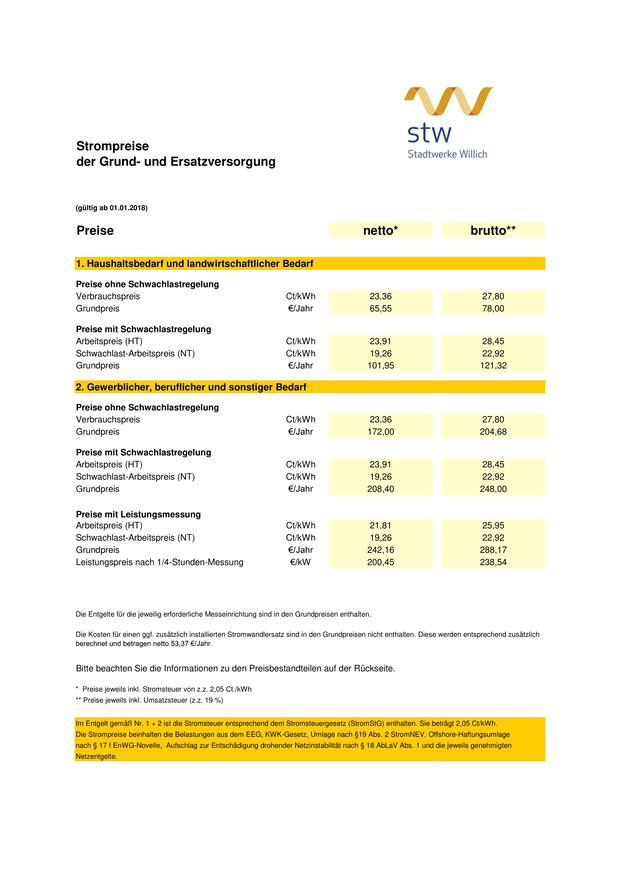 stw
Stadtwerke Willich
Strompreise
der Grund- und Ersatzversorgung
(gültig ab 01.01.2018)
Preise netto* brutto**
1. Haushaltsbedarf und landwirtschaftlicher Bedarf
Preise ohne Schwachlastregelung
Verbrauchspreis Ct/kWh 23,36 27,80
Grundpreis €/Jahr 65,55 78,00
Preise mit Schwachlastregelung
Arbeitspreis (HT) Ct/kWh 23,91 28,45
Schwachlast-Arbeitspreis (NT) Ct/kWh 19,26 22,92
Grundpreis €/Jahr 101,95 121,32
2. Gewerblicher, beruflicher und sonstiger Bedarf
Preise ohne Schwachlastregelung
Verbrauchspreis Ct/kWh 23,36 27,80
Grundpreis €/Jahr 172,00 204,68
Preise mit Schwachlastregelung
Arbeitspreis (HT) Ct/kWh 23,91 28,45
Schwachlast-Arbeitspreis (NT) Ct/kWh 19,26 22,92
Grundpreis €/Jahr 208,40 248,00
Preise mit Leistungsmessung
Arbeitspreis (HT) Ct/kWh 21,81 25,95
Schwachlast-Arbeitspreis (NT) Ct/kWh 19,26 22,92
Grundpreis €/Jahr 242,16 288,17
Leistungspreis nach 1/4-Stunden-Messung €/kW 200,45 238,54
Die Entgelte für die jeweilig erforderliche Messeinrichtung sind in den Grundpreisen enthalten.
Die Kosten für einen ggf. zusätzlich installierten Stromwandlersatz sind in den Grundpreisen nicht enthalten. Diese werden entsprechend zusätzlich
berechnet und betragen netto 53,37 €/Jahr.
Bitte beachten Sie die Informationen zu den Preisbestandteilen auf der Rückseite.
* Preise jeweils inkl. Stromsteuer von z.z. 2,05 Ct./kWh
** Preise jeweils inkl. Umsatzsteuer (z.z. 19 %)
Im Entgelt gemäß Nr. 1 + 2 ist die Stromsteuer entsprechend dem Stromsteuergesetz (StromStG) enthalten. Sie beträgt 2,05 Ct/kWh.
Die Strompreise beinhalten die Belastungen aus dem EEG, KWK-Gesetz, Umlage nach §19 Abs. 2 StromNEV, Offshore-Haftungsumlage
nach § 17 f EnWG-Novelle, Aufschlag zur Entschädigung drohender Netzinstabilität nach § 18 AbLaV Abs. 1 und die jeweils genehmigten
Netzentgelte.